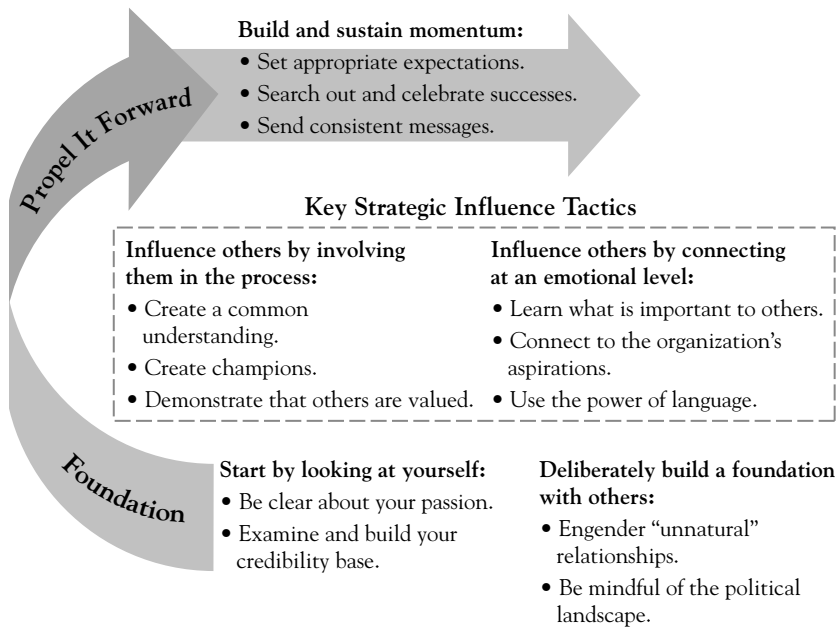 Build and sustain momentum:
• Set appropriate expectations.
• Search out and celebrate successes.
• Send consistent messages.
Propel It Forward
Key Strategic Influence Tactics
Influence others by involving
them in the process:
• Create a common
understanding.
• Create champions.
• Demonstrate that others are valued.
Influence others by connecting
at an emotional level:
• Learn what is important to others.
• Connect to the organization’s
aspirations.
• Use the power of language.
Foundation
Start by looking at yourself:
• Be clear about your passion.
• Examine and build your
credibility base.
Deliberately build a foundation
with others:
• Engender “unnatural”
relationships.
• Be mindful of the political
landscape.